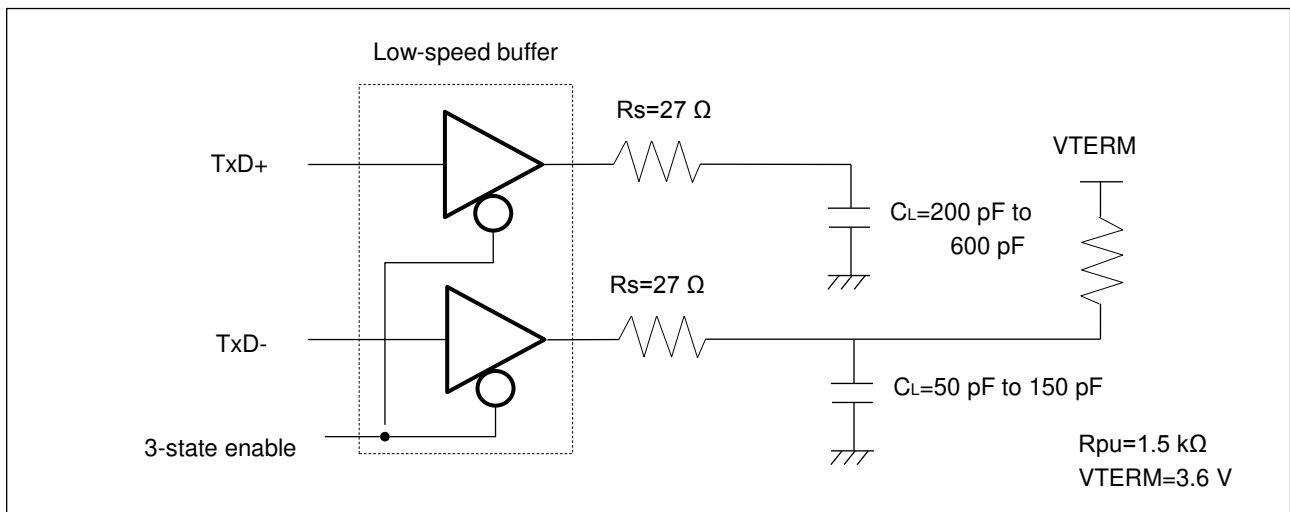 Low-speed buffer
Rs=27 Ω
TxD+
VTERM
CL=200 pF to
600 pF
Rs=27 Ω
TxD-
CL=50 pF to 150 pF
3-state enable
Rpu=1.5 kΩ
VTERM=3.6 V